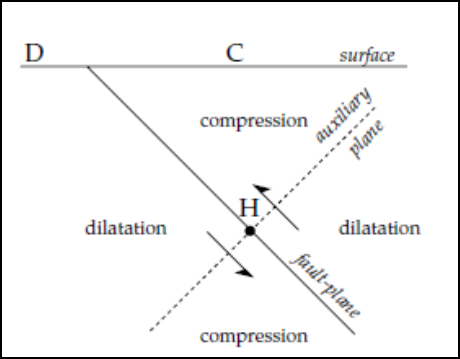 D C surface
compression
auxiliary
plane
H
dilatation dilatation
fault-plane
compression